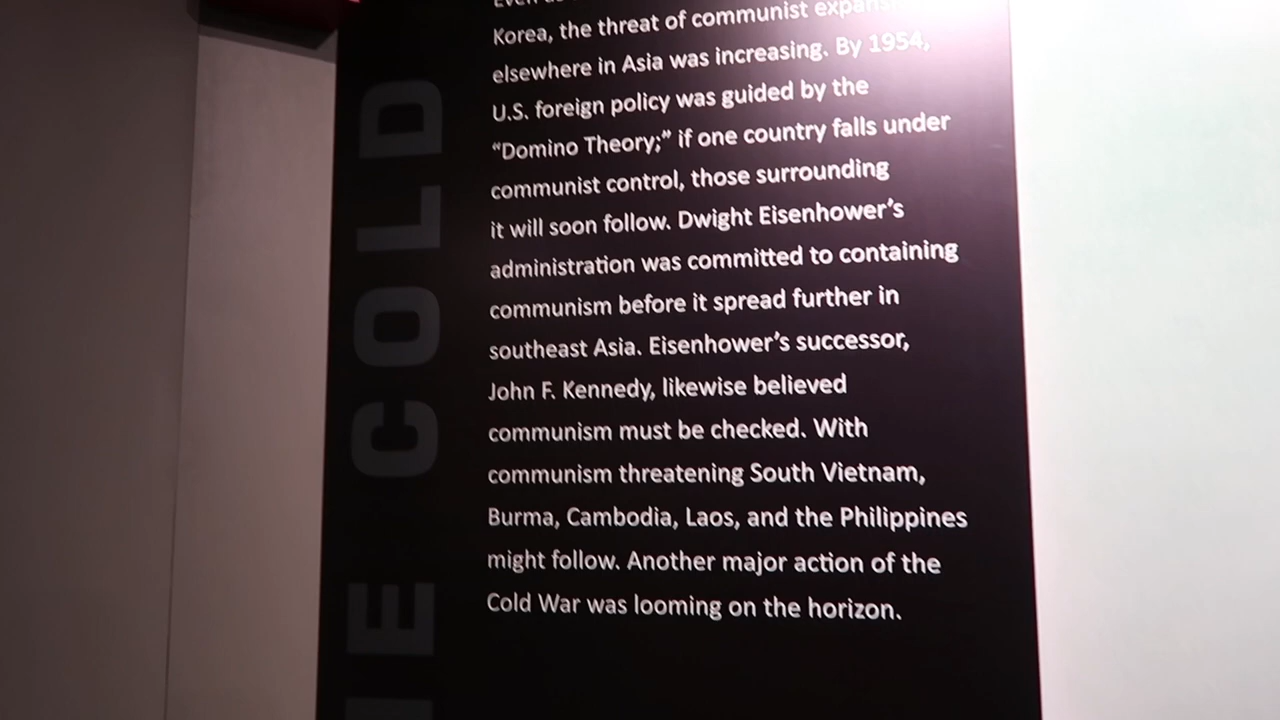 Korea, the threat of communist
elsewhere in Asia was increasing. By 1954,
U.S. foreign policy was guided by the
“Domino Theory;” if one country falls under
communist control, those surrounding
it will soon follow. Dwight Eisenhower’s
administration was committed to containing
communism before it spread further in
southeast Asia. Eisenhower’s successor,
John F. Kennedy, likewise believed
communism must be checked. With
communism threatening South Vietnam,
Burma, Cambodia, Laos, and the Philippines
might follow. Another major action of the
Cold War was looming on the horizon.
COLD